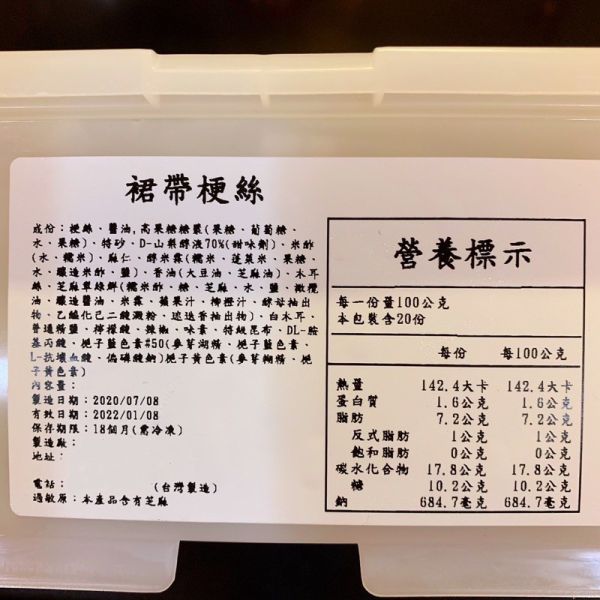 裙帶梗絲
成份：梗絲、醬油,高果糖糖漿(果糖、葡萄糖、
水、果糖)、特砂、D-山梨醇液70%(甜味劑)、米酢
(水、糯米)、麻仁、醇米霖(糯米、蓬萊米、果糖、
水、釀造米酢、鹽)、香油(大豆油、芝麻油)、木耳
絲、芝麻翠綠鮮(糯米酢、糖、芝麻、水、鹽、橄欖
油、釀造醬油、米霖、蘋果汁、柳橙汁、酵母抽出
物、乙醯化己二縫澱粉、迷迭香抽出物)、白木耳、
普通精鹽、檸檬縫、辣椒、味素、特級昆布、DL-胺
基丙縫、梔子藍色素#50(麥芽糊精、梔子藍色素、
L-抗壞血縫、偏磷縫鈉)梔子黃色素(麥芽糊精、梔
子黃色素)
內容量：
製造日期：2020/07/08
有效日期：2022/01/08
保存期限：18個月(需冷凍)
製造廠：
地址：
電話：　　　　(台灣製造)
過敏原：本產品含有芝麻
營養標示
每一份量100公克
本包裝含20份
每份　每100公克
熱量　142.4大卡　142.4大卡
蛋白質　1.6公克　1.6公克
脂肪　7.2公克　7.2公克
反式脂肪　1公克　1公克
飽和脂肪　0公克　0公克
碳水化合物　17.8公克　17.8公克
糖　10.2公克　10.2公克
鈉　684.7毫克　684.7毫克